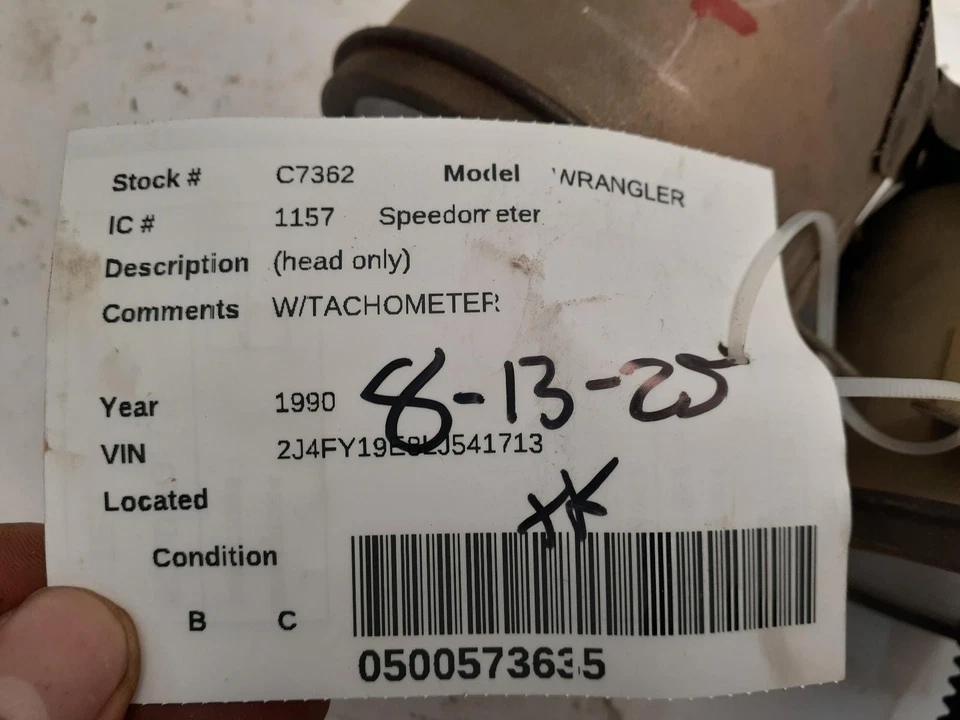 Stock # C7362 Model WRANGLER
IC # 1157 Speedometer
Description (head only)
Comments W/TACHOMETER
8-13-25
Year 1990
VIN 2J4FY19E9LJ541713
Located
Condition
B C
0500573635